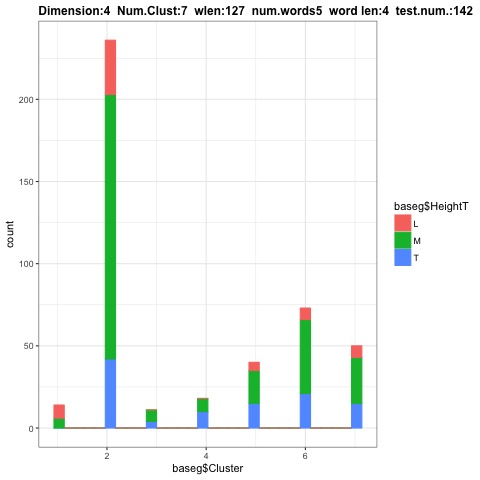 Dimension:4  Num.Clust:7  wlen:127  num.words5  word len:4  test.num.:142
200
150
100
50
0
count
2
4
6
baseg$Cluster
baseg$HeightT
L
M
T